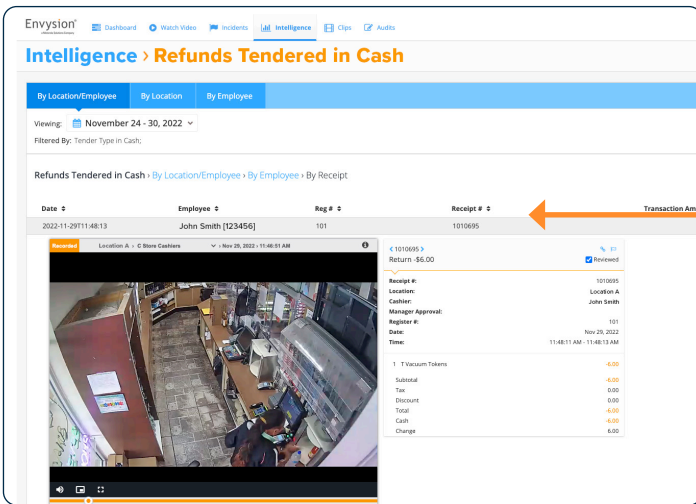 Envysion
Dashboard Watch Video Incidents Intelligence Clips Audits
Intelligence › Refunds Tendered in Cash
By Location/Employee By Location By Employee
Viewing: November 24 - 30, 2022
Filtered By: Tender Type in Cash;
Refunds Tendered in Cash › By Location/Employee › By Employee › By Receipt
Date Employee Reg # Receipt # Transaction Am
2022-11-29T11:48:13 John Smith [123456] 101 1010695
Recorded Location A › C Store Cashiers › Nov 29, 2022 › 11:46:51 AM
< 1010695 >
Return -$6.00 Reviewed
Receipt #: 1010695
Location: Location A
Cashier: John Smith
Manager Approval:
Register #: 101
Date: Nov 29, 2022
Time: 11:48:11 AM - 11:48:13 AM
1 T Vacuum Tokens -6.00
Subtotal -6.00
Tax 0.00
Discount 0.00
Total -6.00
Cash -6.00
Change 6.00